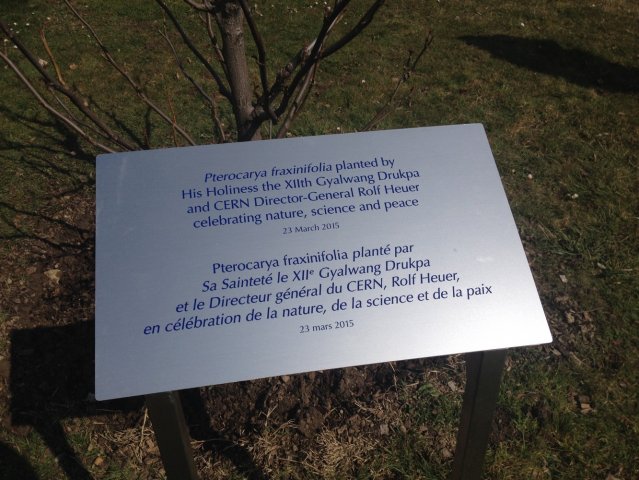 Pterocarya fraxinifolia planted by
His Holiness the XIIth Gyalwang Drukpa
and CERN Director-General Rolf Heuer
celebrating nature, science and peace
23 March 2015
Pterocarya fraxinifolia planté par
Sa Sainteté le XIIᵉ Gyalwang Drukpa
et le Directeur général du CERN, Rolf Heuer,
en célébration de la nature, de la science et de la paix
23 mars 2015